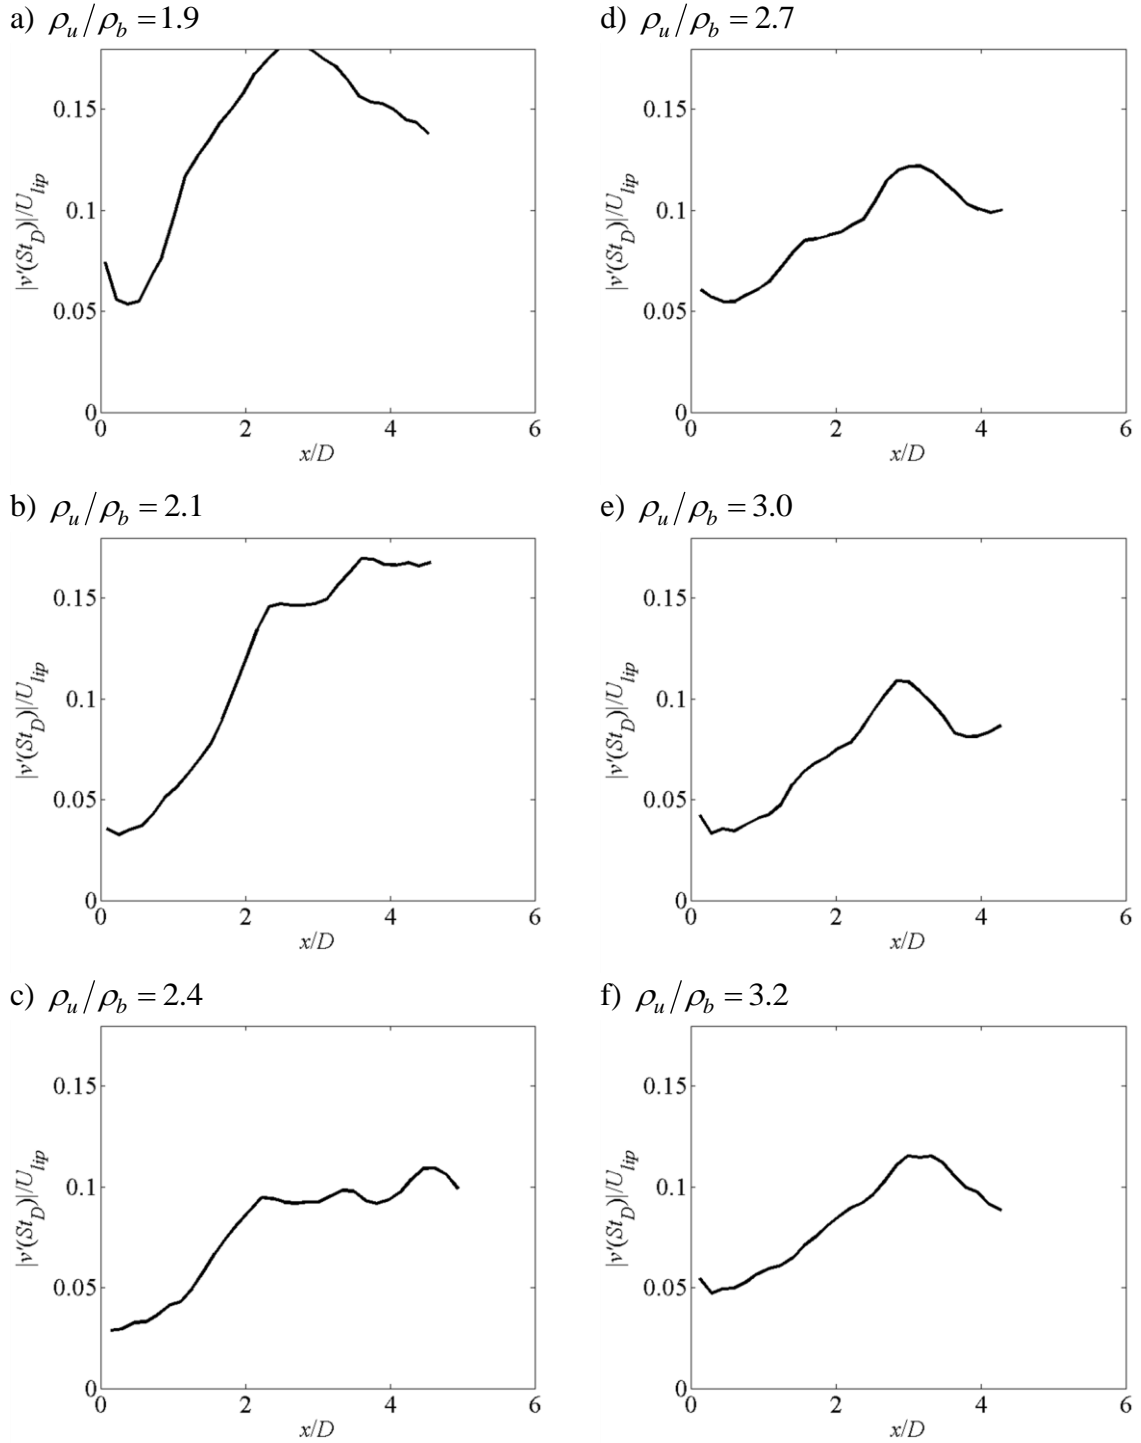 a) ρu/ρb = 1.9
0.15
0.1
0.05
0
0 2 4 6
x/D
|v'(StD)|/Ulip
b) ρu/ρb = 2.1
0.15
0.1
0.05
0
0 2 4 6
x/D
|v'(StD)|/Ulip
c) ρu/ρb = 2.4
0.15
0.1
0.05
0
0 2 4 6
x/D
|v'(StD)|/Ulip
d) ρu/ρb = 2.7
0.15
0.1
0.05
0
0 2 4 6
x/D
|v'(StD)|/Ulip
e) ρu/ρb = 3.0
0.15
0.1
0.05
0
0 2 4 6
x/D
|v'(StD)|/Ulip
f) ρu/ρb = 3.2
0.15
0.1
0.05
0
0 2 4 6
x/D
|v'(StD)|/Ulip